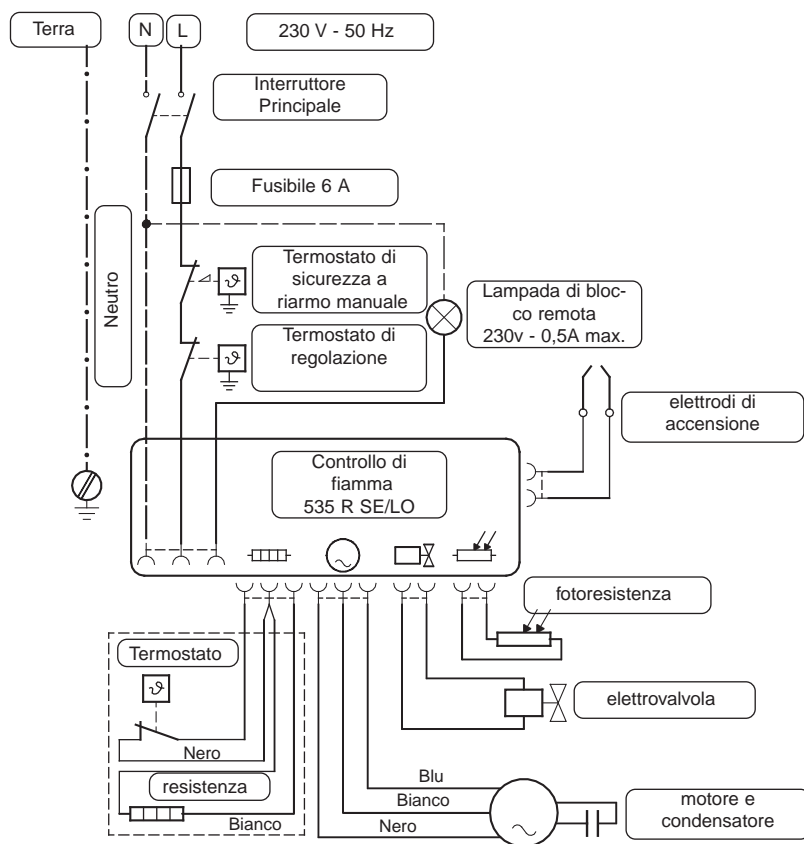 Terra
N
L
230 V - 50 Hz
Interruttore
Principale
Fusibile 6 A
Neutro
Termostato di
sicurezza a
riarmo manuale
Termostato di
regolazione
Lampada di bloc-
co remota
230v - 0,5A max.
elettrodi di
accensione
Controllo di
fiamma
535 R SE/LO
fotoresistenza
Termostato
elettrovalvola
Nero
resistenza
Bianco
Blu
Bianco
Nero
motore e
condensatore